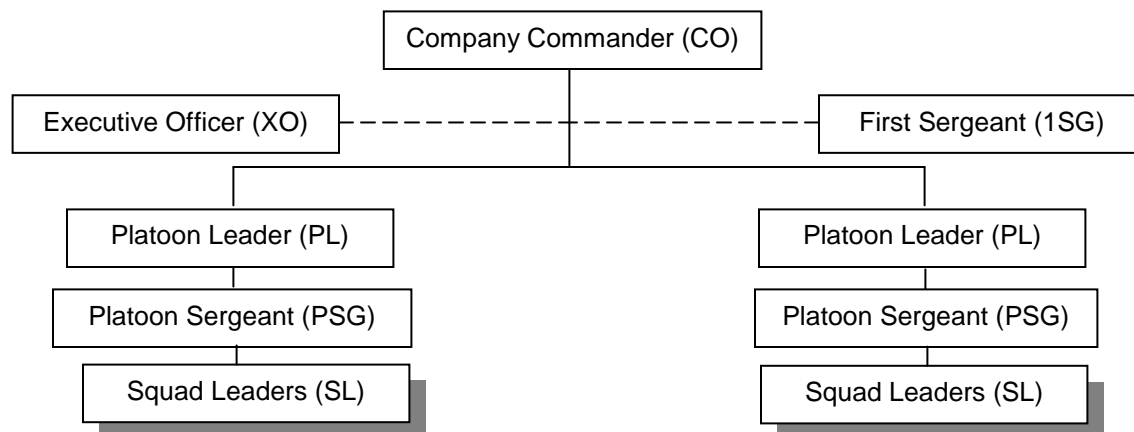 Company Commander (CO)
Executive Officer (XO)
First Sergeant (1SG)
Platoon Leader (PL)
Platoon Leader (PL)
Platoon Sergeant (PSG)
Platoon Sergeant (PSG)
Squad Leaders (SL)
Squad Leaders (SL)